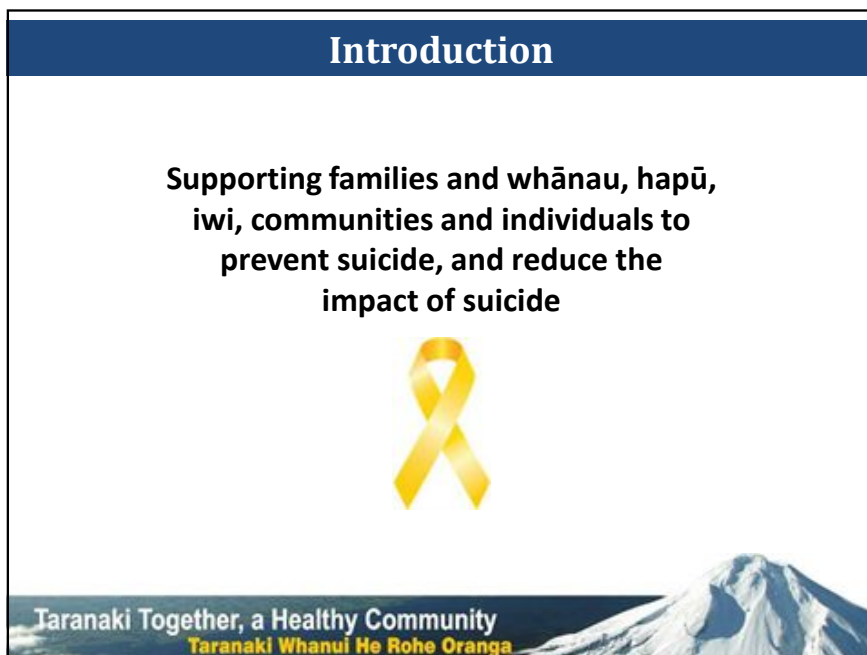 Introduction
Supporting families and whānau, hapū,
iwi, communities and individuals to
prevent suicide, and reduce the
impact of suicide
Taranaki Together, a Healthy Community
Taranaki Whanui He Rohe Oranga